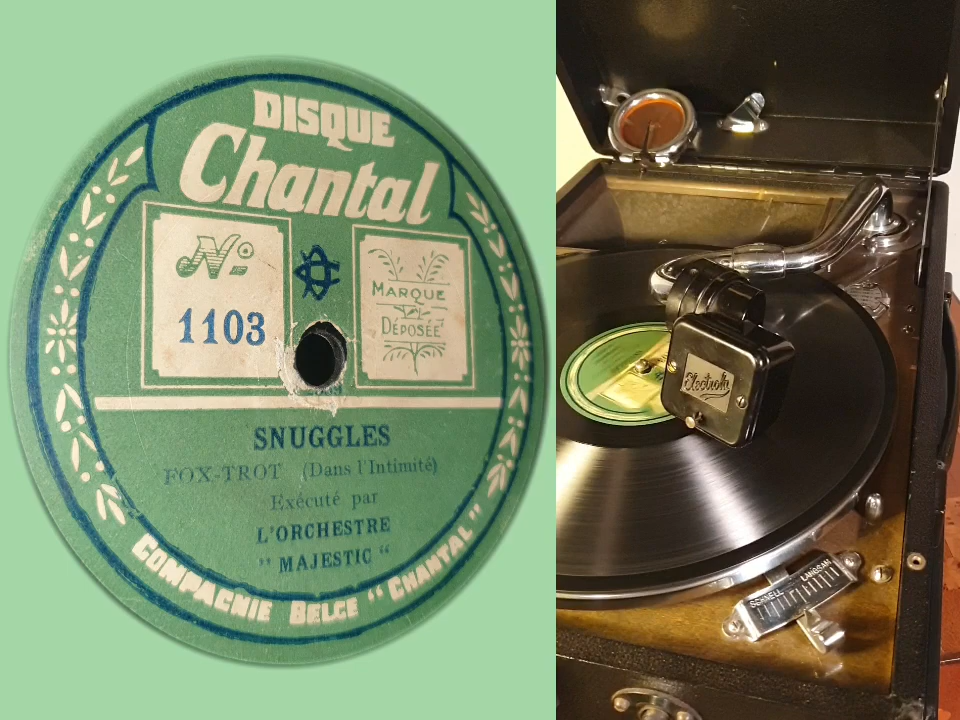 DISQUE
Chantal
No
1103
MARQUE
DÉPOSÉE
SNUGGLES
FOX-TROT (Dans l'Intimité)
Exécuté par
L'ORCHESTRE
" MAJESTIC "
COMPAGNIE BELGE "CHANTAL"
Electrola
SCHNELL LANGSAM